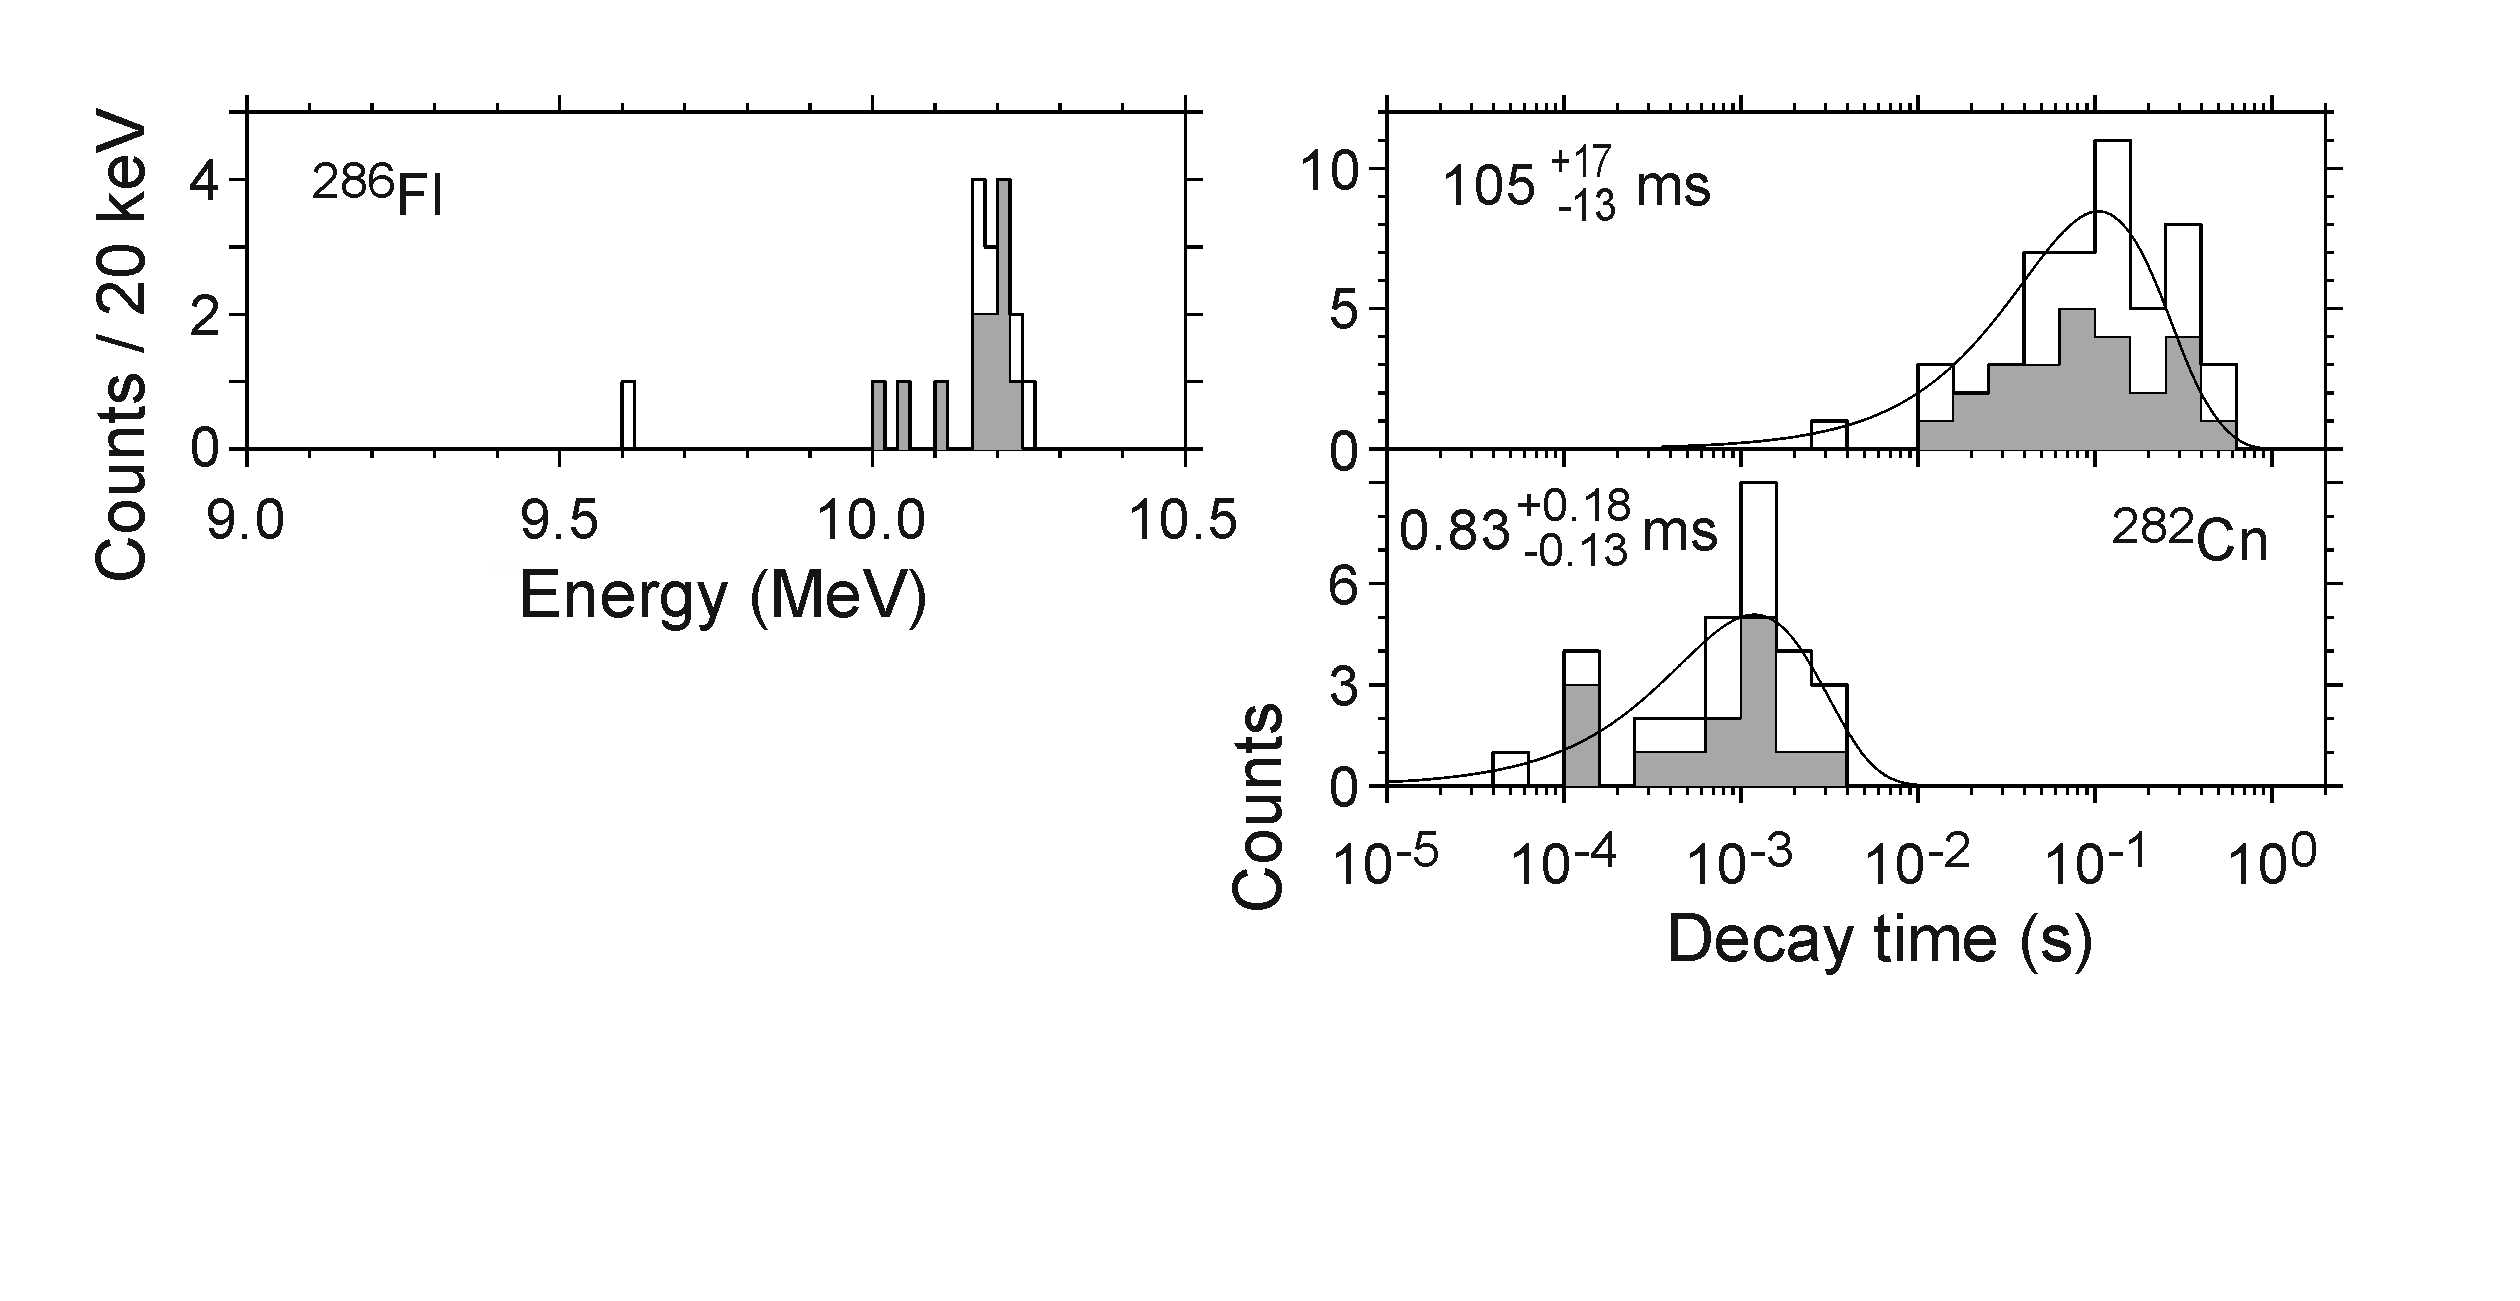 Counts / 20 keV
4
2
0
²⁸⁶Fl
9.0 9.5 10.0 10.5
Energy (MeV)
10
5
0
105 +17 -13 ms
6
3
0
0.83 +0.18 -0.13 ms
²⁸²Cn
Counts
10⁻⁵ 10⁻⁴ 10⁻³ 10⁻² 10⁻¹ 10⁰
Decay time (s)